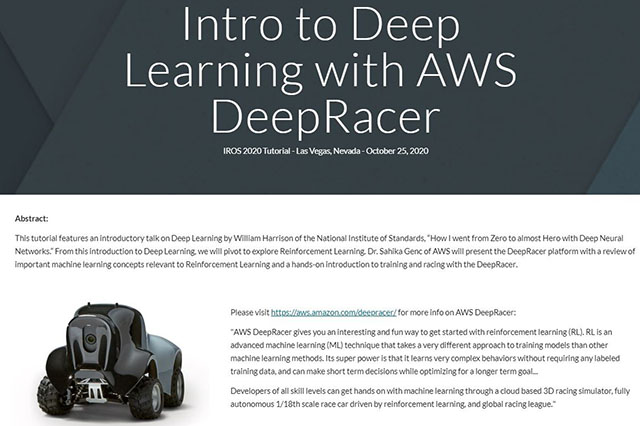 Intro to Deep
Learning with AWS
DeepRacer
IROS 2020 Tutorial - Las Vegas, Nevada - October 25, 2020
Abstract:
This tutorial features an introductory talk on Deep Learning by William Harrison of the National Institute of Standards, "How I went from Zero to almost Hero with Deep Neural
Networks." From this introduction to Deep Learning, we will pivot to explore Reinforcement Learning. Dr. Sahika Genc of AWS will present the DeepRacer platform with a review of
important machine learning concepts relevant to Reinforcement Learning and a hands-on introduction to training and racing with the DeepRacer.
Please visit https://aws.amazon.com/deepracer/ for more info on AWS DeepRacer:
"AWS DeepRacer gives you an interesting and fun way to get started with reinforcement learning (RL). RL is an
advanced machine learning (ML) technique that takes a very different approach to training models than other
machine learning methods. Its super power is that it learns very complex behaviors without requiring any labeled
training data, and can make short term decisions while optimizing for a longer term goal...
Developers of all skill levels can get hands on with machine learning through a cloud based 3D racing simulator, fully
autonomous 1/18th scale race car driven by reinforcement learning, and global racing league."